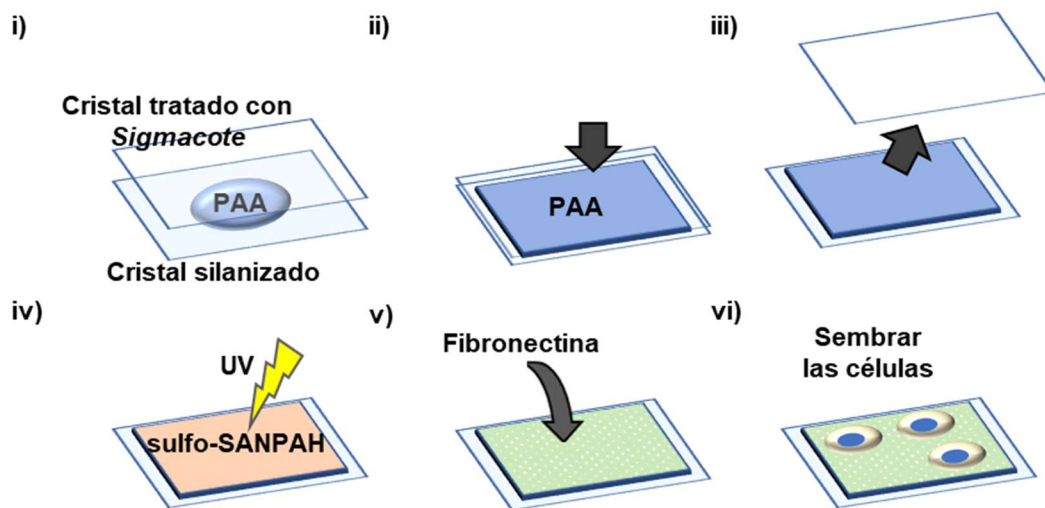 i)
ii)
iii)
Cristal tratado con
Sigmacote
PAA
Cristal silanizado
PAA
iv)
v)
vi)
UV
sulfo-SANPAH
Fibronectina
Sembrar
las células